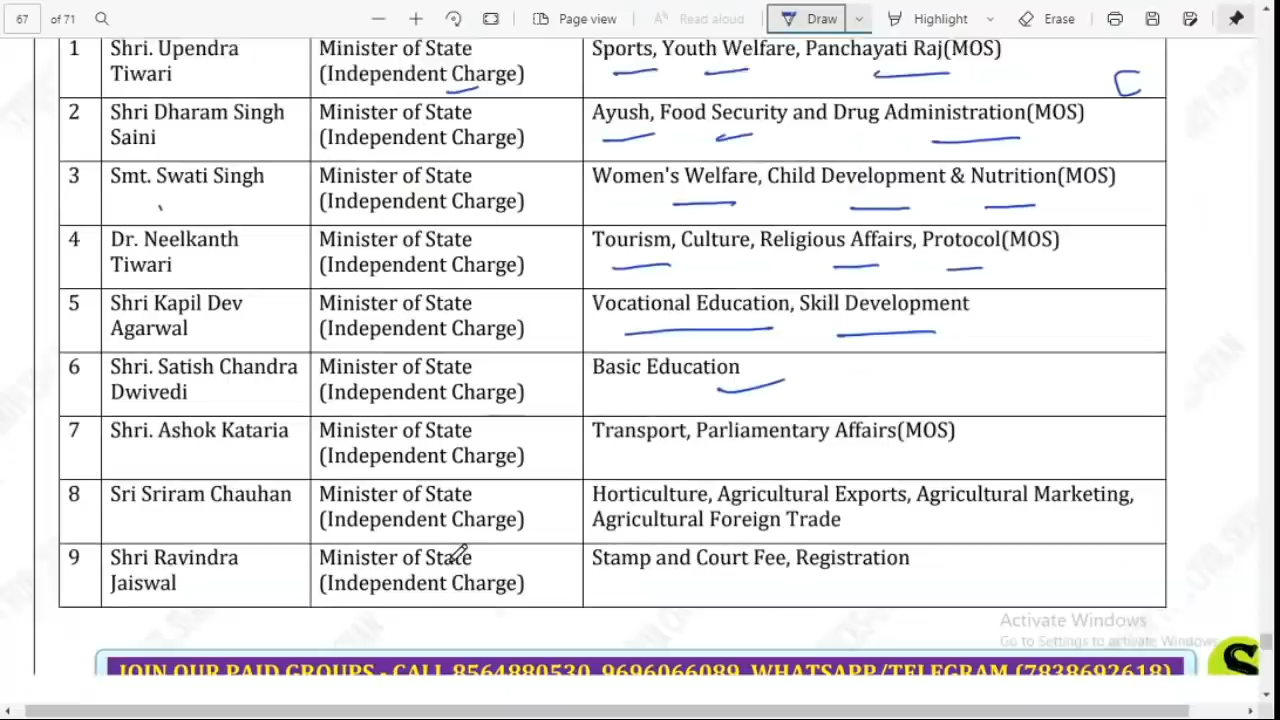 67 of 71 Page view Read aloud Draw Highlight Erase
1 Shri. Upendra Minister of State Sports, Youth Welfare, Panchayati Raj(MOS)
Tiwari (Independent Charge)
2 Shri Dharam Singh Minister of State Ayush, Food Security and Drug Administration(MOS)
Saini (Independent Charge)
3 Smt. Swati Singh Minister of State Women's Welfare, Child Development & Nutrition(MOS)
(Independent Charge)
4 Dr. Neelkanth Minister of State Tourism, Culture, Religious Affairs, Protocol(MOS)
Tiwari (Independent Charge)
5 Shri Kapil Dev Minister of State Vocational Education, Skill Development
Agarwal (Independent Charge)
6 Shri. Satish Chandra Minister of State Basic Education
Dwivedi (Independent Charge)
7 Shri. Ashok Kataria Minister of State Transport, Parliamentary Affairs(MOS)
(Independent Charge)
8 Sri Sriram Chauhan Minister of State Horticulture, Agricultural Exports, Agricultural Marketing,
(Independent Charge) Agricultural Foreign Trade
9 Shri Ravindra Minister of State Stamp and Court Fee, Registration
Jaiswal (Independent Charge)
Activate Windows
Go to Settings to activate Windows
JOIN OUR PAID GROUPS - CALL 8564880530, 9696066089, WHATSAPP/TELEGRAM (7838692618)
S